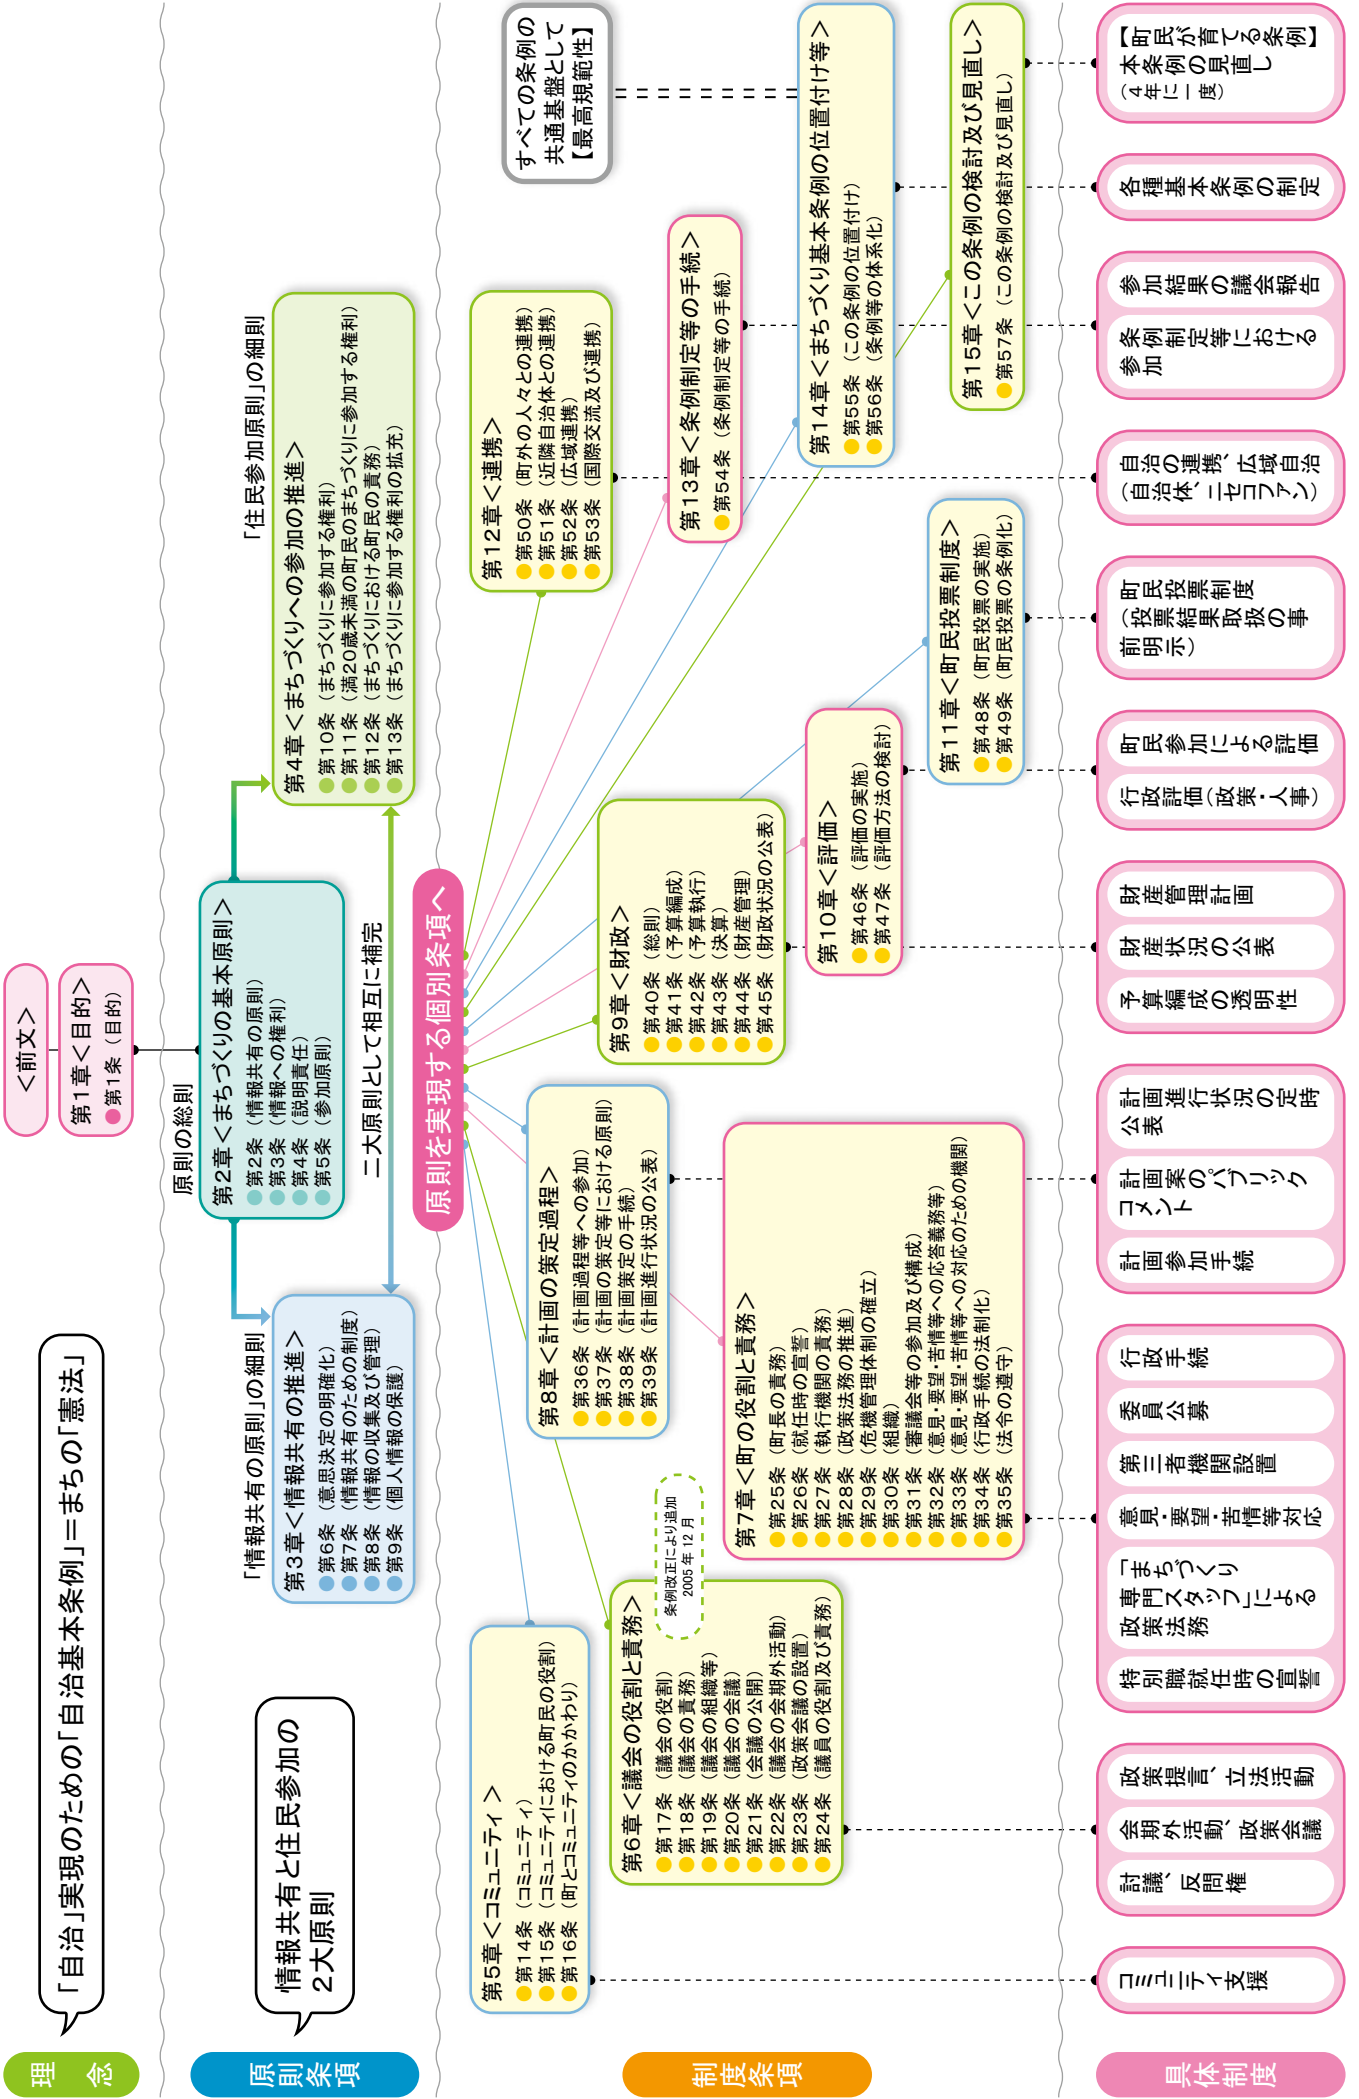 理　念
「自治」実現のための「自治基本条例」＝まちの「憲法」
＜前文＞
第1章＜目的＞
第1条（目的）
原則条項
情報共有と住民参加の
2大原則
原則の総則
第2章＜まちづくりの基本原則＞
第2条（情報共有の原則）
第3条（情報への権利）
第4条（説明責任）
第5条（参加原則）
「情報共有の原則」の細則
第3章＜情報共有の推進＞
第6条（意思決定の明確化）
第7条（情報共有のための制度）
第8条（情報の収集及び管理）
第9条（個人情報の保護）
二大原則として相互に補完
「住民参加原則」の細則
第4章＜まちづくりへの参加の推進＞
第10条（まちづくりに参加する権利）
第11条（満20歳未満の町民のまちづくりに参加する権利）
第12条（まちづくりにおける町民の責務）
第13条（まちづくりに参加する権利の拡充）
制度条項
原則を実現する個別条項へ
第5章＜コミュニティ＞
第14条（コミュニティ）
第15条（コミュニティにおける町民の役割）
第16条（町とコミュニティのかかわり）
第6章＜議会の役割と責務＞
第17条（議会の役割）
第18条（議会の責務）
第19条（議会の組織等）
第20条（議会の会議）
第21条（会議の公開）
第22条（議会の会期外活動）
第23条（政策会議の設置）
第24条（議員の役割及び責務）
条例改正により追加
2005年12月
第7章＜町の役割と責務＞
第25条（町長の責務）
第26条（就任時の宣誓）
第27条（執行機関の責務）
第28条（政策法務の推進）
第29条（危機管理体制の確立）
第30条（組織）
第31条（審議会等の参加及び構成）
第32条（意見・要望・苦情等への応答義務等）
第33条（意見・要望・苦情等への対応のための機関）
第34条（行政手続の法制化）
第35条（法令の遵守）
第8章＜計画の策定過程＞
第36条（計画過程等への参加）
第37条（計画の策定等における原則）
第38条（計画策定の手続）
第39条（計画進行状況の公表）
第9章＜財政＞
第40条（総則）
第41条（予算編成）
第42条（予算執行）
第43条（決算）
第44条（財産管理）
第45条（財政状況の公表）
第10章＜評価＞
第46条（評価の実施）
第47条（評価方法の検討）
第11章＜町民投票制度＞
第48条（町民投票の実施）
第49条（町民投票の条例化）
第12章＜連携＞
第50条（町外の人々との連携）
第51条（近隣自治体との連携）
第52条（広域連携）
第53条（国際交流及び連携）
第13章＜条例制定等の手続＞
第54条（条例制定等の手続）
すべての条例の
共通基盤として
【最高規範性】
第14章＜まちづくり基本条例の位置付け等＞
第55条（この条例の位置付け）
第56条（条例等の体系化）
第15章＜この条例の検討及び見直し＞
第57条（この条例の検討及び見直し）
具体制度
コミュニティ支援
討議、反問権
会期外活動、政策会議
政策提言、立法活動
特別職就任時の宣誓
「まちづくり
専門スタッフ」による
政策法務
意見・要望・苦情等対応
第三者機関設置
委員公募
行政手続
計画参加手続
計画案のパブリック
コメント
計画進行状況の定時
公表
予算編成の透明性
財産状況の公表
財産管理計画
行政評価（政策・人事）
町民参加による評価
町民投票制度
（投票結果取扱の事
前明示）
自治の連携、広域自治
（自治体、ニセコファン）
条例制定等における
参加
参加結果の議会報告
各種基本条例の制定
【町民が育てる条例】
本条例の見直し
（4年に一度）